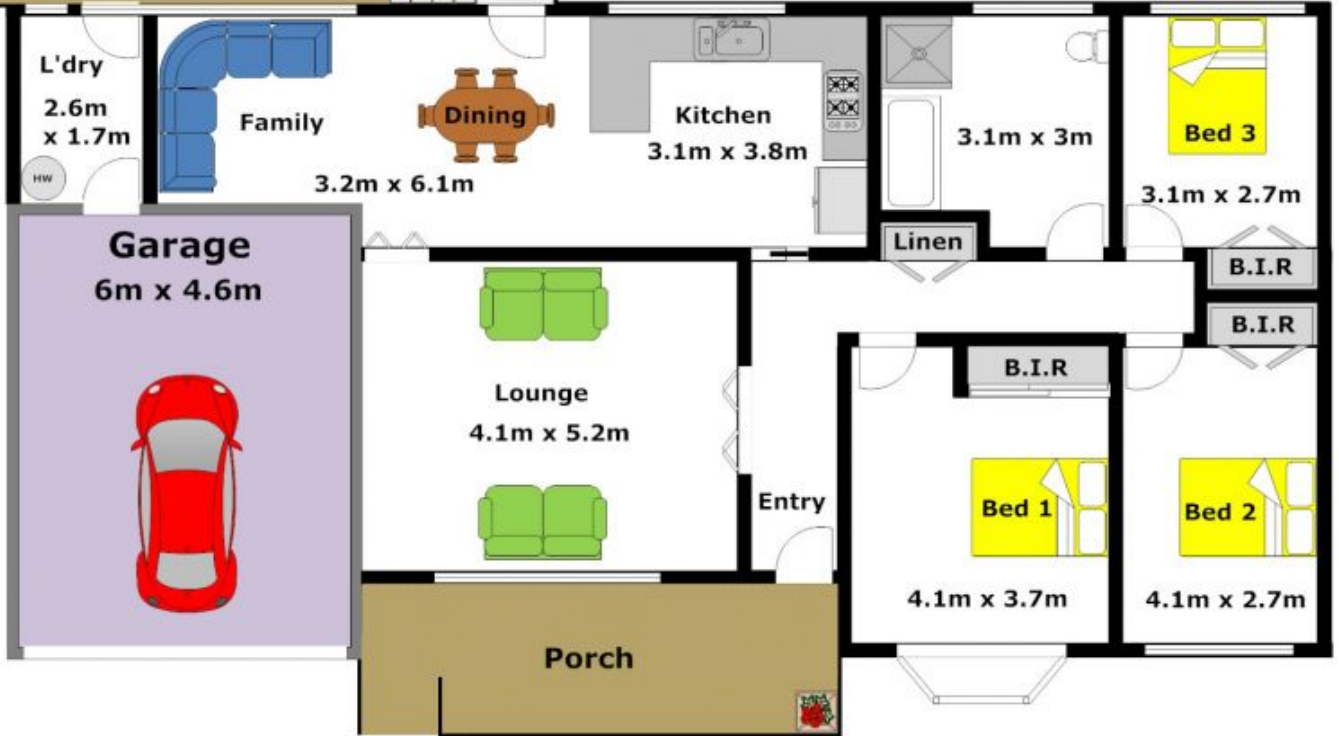 L'dry
2.6m
x 1.7m
HW
Family
Dining
3.2m x 6.1m
Kitchen
3.1m x 3.8m
3.1m x 3m
Bed 3
3.1m x 2.7m
Linen
B.I.R
B.I.R
B.I.R
Garage
6m x 4.6m
Lounge
4.1m x 5.2m
Entry
Bed 1
4.1m x 3.7m
Bed 2
4.1m x 2.7m
Porch